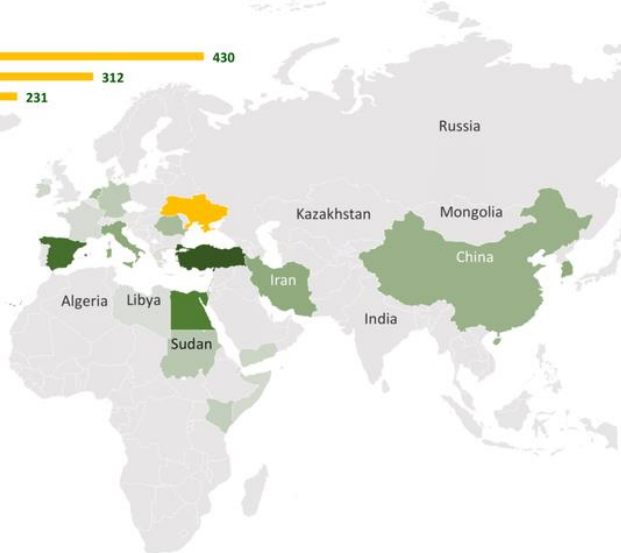 430
312
231
Russia
Kazakhstan
Mongolia
China
Iran
Algeria
Libya
India
Sudan